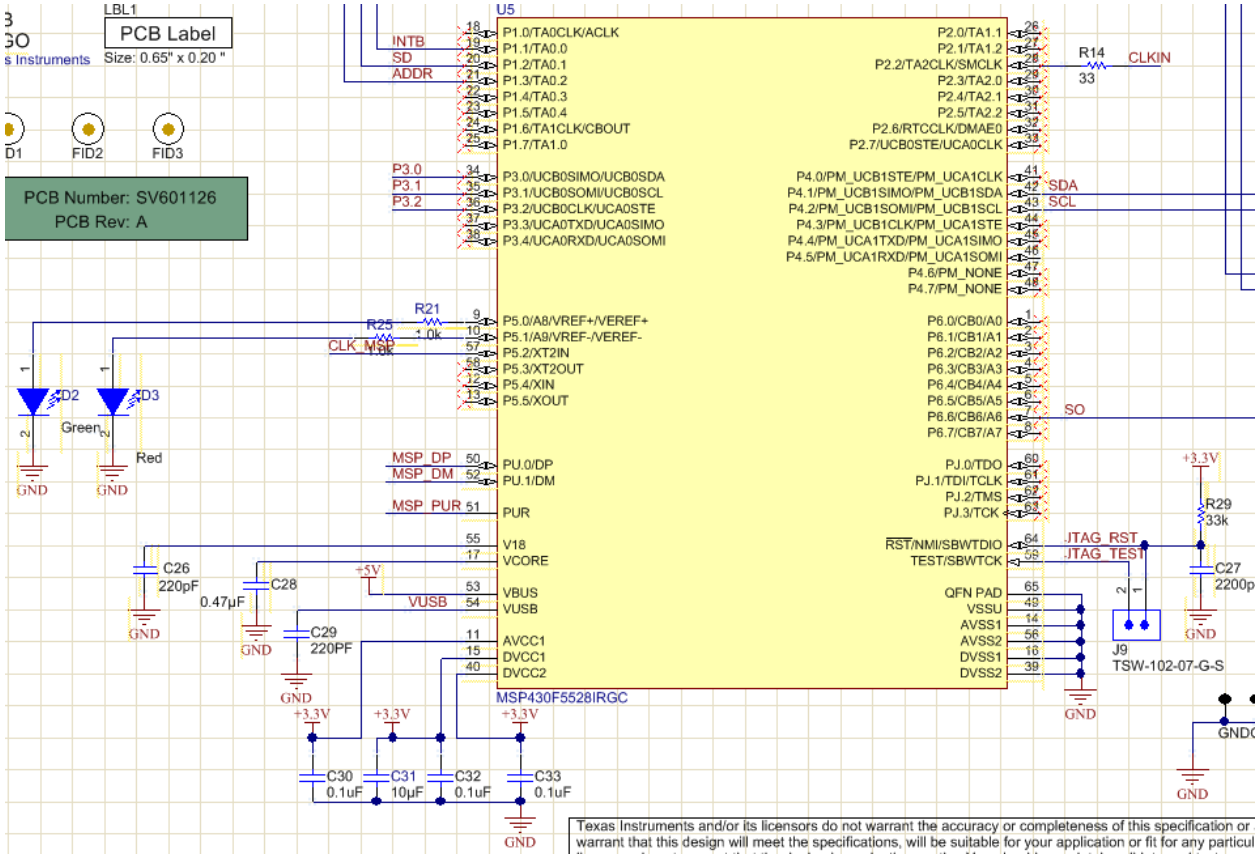 LBL1
PCB Label
Size: 0.65" x 0.20 "
GO
s Instruments
D1
FID2
FID3
PCB Number: SV601126
PCB Rev: A
U5
18 P1.0/TA0CLK/ACLK
INTB 19 P1.1/TA0.0
SD 20 P1.2/TA0.1
ADDR 21 P1.3/TA0.2
22 P1.4/TA0.3
23 P1.5/TA0.4
24 P1.6/TA1CLK/CBOUT
25 P1.7/TA1.0
P3.0 34 P3.0/UCB0SIMO/UCB0SDA
P3.1 35 P3.1/UCB0SOMI/UCB0SCL
P3.2 36 P3.2/UCB0CLK/UCA0STE
37 P3.3/UCA0TXD/UCA0SIMO
38 P3.4/UCA0RXD/UCA0SOMI
R21
1.0k
R25
1.0k
9 P5.0/A8/VREF+/VEREF+
10 P5.1/A9/VREF-/VEREF-
CLK_MSP 57 P5.2/XT2IN
58 P5.3/XT2OUT
12 P5.4/XIN
13 P5.5/XOUT
1
D2
2
Green
GND
1
D3
2
Red
GND
MSP_DP 50 PU.0/DP
MSP_DM 52 PU.1/DM
MSP_PUR 51 PUR
55 V18
17 VCORE
+5V
53 VBUS
VUSB 54 VUSB
11 AVCC1
15 DVCC1
40 DVCC2
C26
220pF
GND
C28
0.47µF
GND
C29
220PF
GND
MSP430F5528IRGC
+3.3V
+3.3V
+3.3V
C30
0.1uF
C31
10µF
C32
0.1uF
C33
0.1uF
GND
P2.0/TA1.1 26
P2.1/TA1.2 27
P2.2/TA2CLK/SMCLK 28
R14
33
CLKIN
P2.3/TA2.0 29
P2.4/TA2.1 30
P2.5/TA2.2 31
P2.6/RTCCLK/DMAE0 32
P2.7/UCB0STE/UCA0CLK 33
P4.0/PM_UCB1STE/PM_UCA1CLK 41
P4.1/PM_UCB1SIMO/PM_UCB1SDA 42 SDA
P4.2/PM_UCB1SOMI/PM_UCB1SCL 43 SCL
P4.3/PM_UCB1CLK/PM_UCA1STE 44
P4.4/PM_UCA1TXD/PM_UCA1SIMO 45
P4.5/PM_UCA1RXD/PM_UCA1SOMI 46
P4.6/PM_NONE 47
P4.7/PM_NONE 48
P6.0/CB0/A0 1
P6.1/CB1/A1 2
P6.2/CB2/A2 3
P6.3/CB3/A3 4
P6.4/CB4/A4 5
P6.5/CB5/A5 6
P6.6/CB6/A6 7 SO
P6.7/CB7/A7 8
PJ.0/TDO 60
PJ.1/TDI/TCLK 61
PJ.2/TMS 62
PJ.3/TCK 63
RST/NMI/SBWTDIO 64 JTAG_RST
TEST/SBWTCK 59 JTAG_TEST
QFN PAD 65
VSSU 49
AVSS1 14
AVSS2 56
DVSS1 16
DVSS2 39
GND
+3.3V
R29
33k
C27
2200p
GND
2
1
J9
TSW-102-07-G-S
GND
GND
Texas Instruments and/or its licensors do not warrant the accuracy or completeness of this specification or
warrant that this design will meet the specifications, will be suitable for your application or fit for any particul